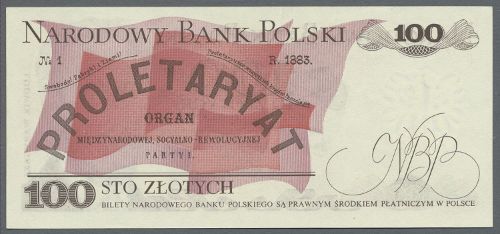 NARODOWY BANK POLSKI 100
№ 1 R. 1883.
PROLETARYAT
ORGAN
MIĘDZYNARODOWEJ, SOCYALNO-REWOLUCYJNEJ
PARTYI.
NBP
100 STO ZŁOTYCH
BILETY NARODOWEGO BANKU POLSKIEGO SĄ PRAWNYM ŚRODKIEM PŁATNICZYM W POLSCE